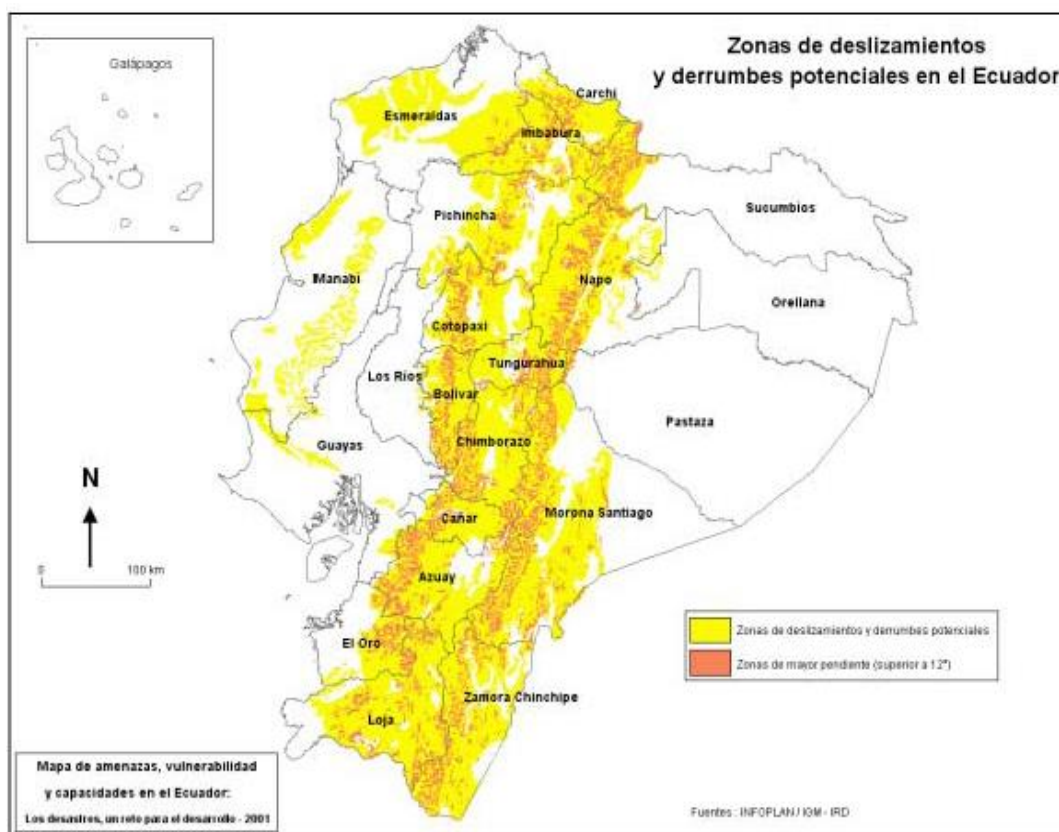 Zonas de deslizamientos
y derrumbes potenciales en el Ecuador
Galápagos
Carchi
Esmeraldas
Imbabura
Sucumbios
Pichincha
Manabí
Napo
Orellana
Cotopaxi
Tungurahua
Los Ríos
Bolívar
Pastaza
Chimborazo
Guayas
N
Cañar
Morona Santiago
0 100 km
Azuay
El Oro
Zonas de deslizamientos y derrumbes potenciales
Zonas de mayor pendiente (superior a 12°)
Zamora Chinchipe
Loja
Mapa de amenazas, vulnerabilidad
y capacidades en el Ecuador:
Los desastres, un reto para el desarrollo - 2001
Fuentes : INFOPLAN / IGM - IRD